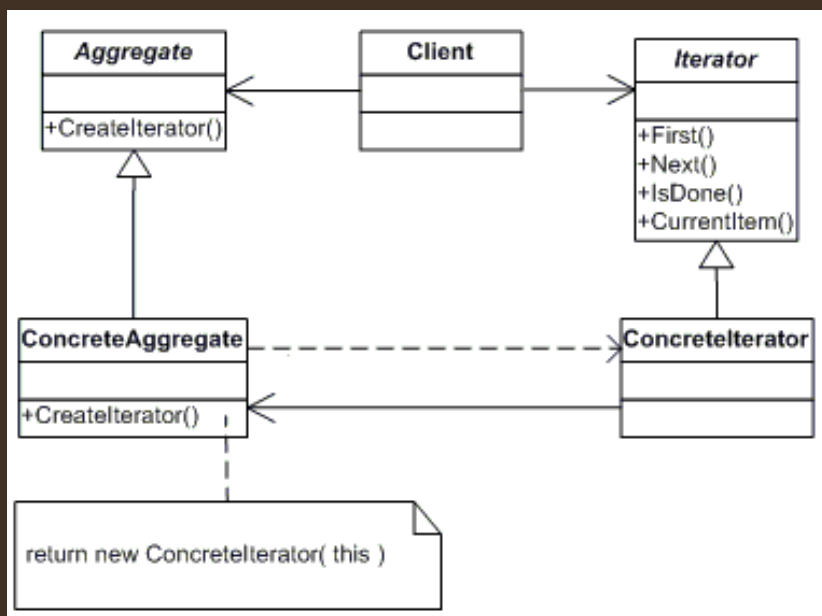 Aggregate
+CreateIterator()
Client
Iterator
+First()
+Next()
+IsDone()
+CurrentItem()
ConcreteAggregate
+CreateIterator()
ConcreteIterator
return new ConcreteIterator( this )